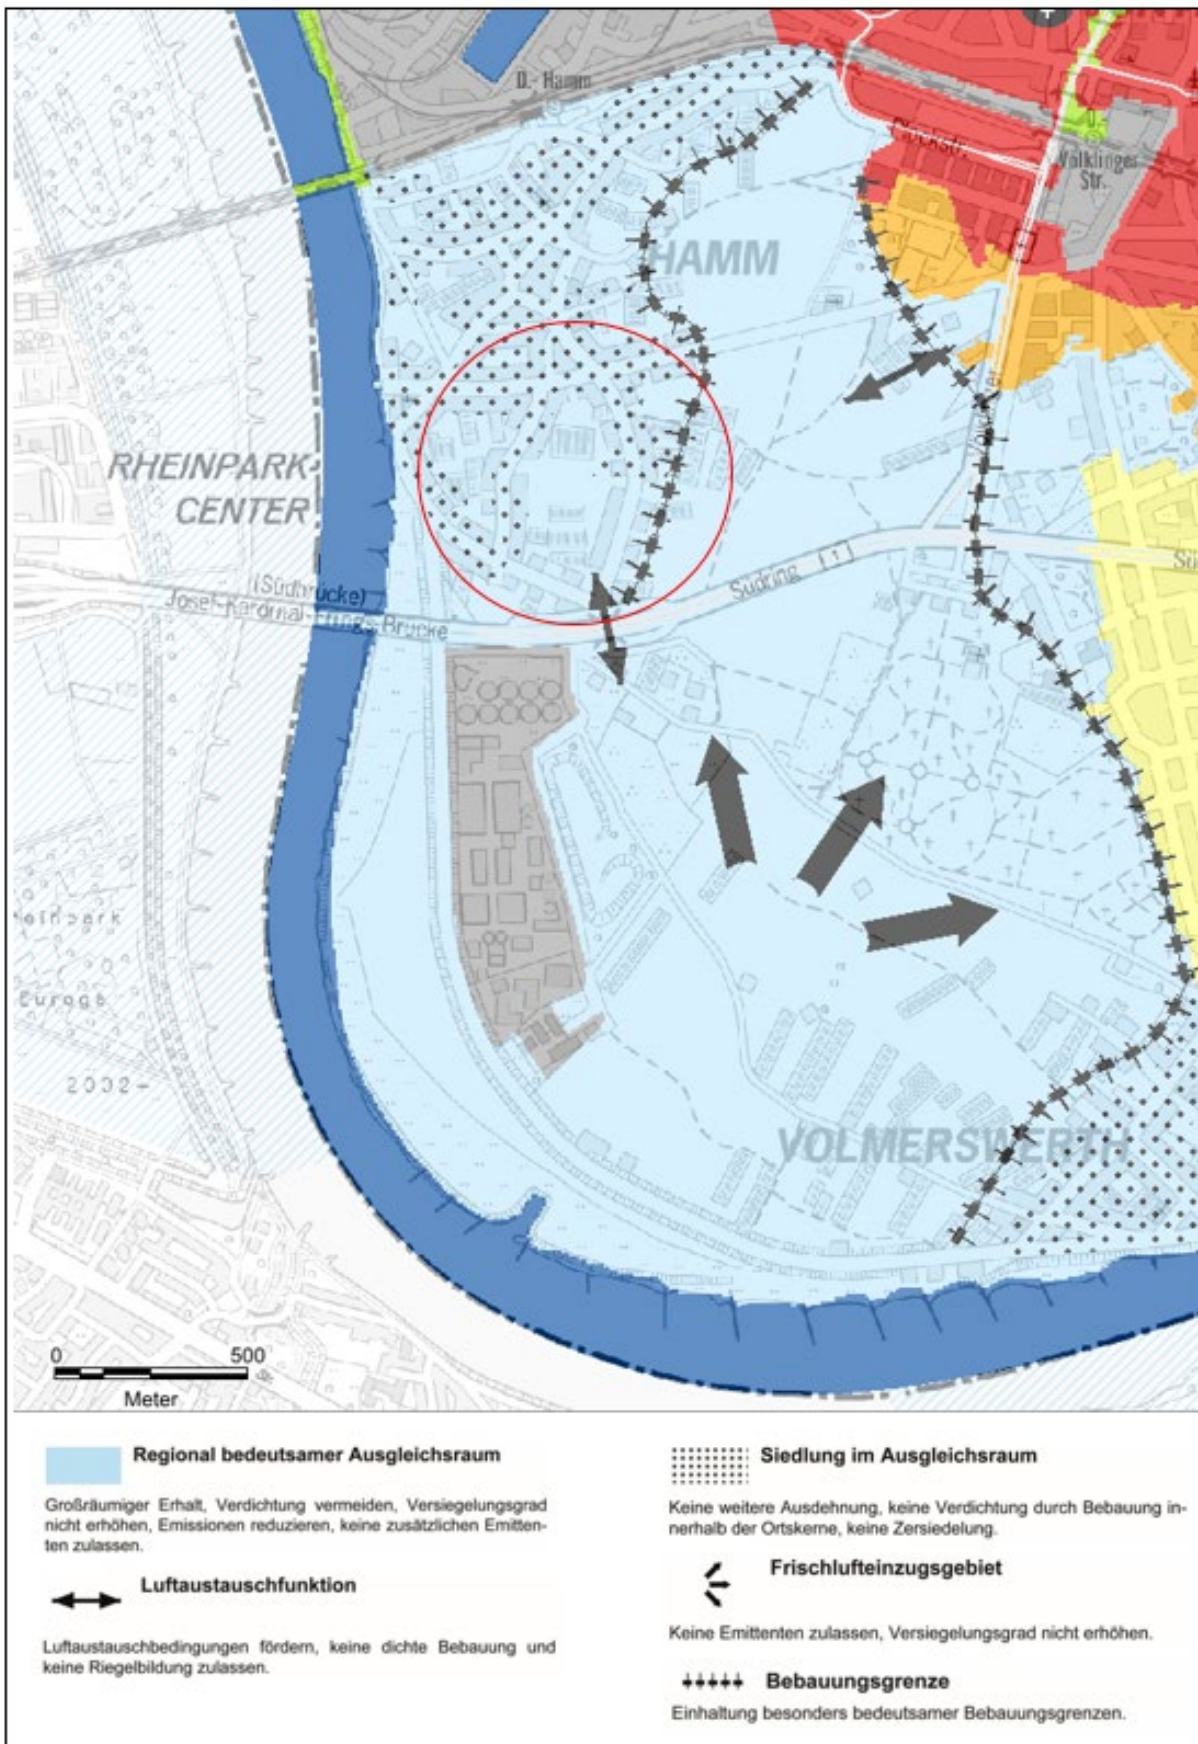 D.- Hamm
Völklinger
Str.
HAMM
RHEINPARK-
CENTER
(Südbrücke)
Josef-Kardinal-Frings-Brücke
Südring
1
Europa
2002
VOLMERSWERTH
0 500
Meter
Regional bedeutsamer Ausgleichsraum
Großräumiger Erhalt, Verdichtung vermeiden, Versiegelungsgrad
nicht erhöhen, Emissionen reduzieren, keine zusätzlichen Emitten-
ten zulassen.
Luftaustauschfunktion
Luftaustauschbedingungen fördern, keine dichte Bebauung und
keine Riegelbildung zulassen.
Siedlung im Ausgleichsraum
Keine weitere Ausdehnung, keine Verdichtung durch Bebauung in-
nerhalb der Ortskerne, keine Zersiedelung.
Frischlufteinzugsgebiet
Keine Emittenten zulassen, Versiegelungsgrad nicht erhöhen.
Bebauungsgrenze
Einhaltung besonders bedeutsamer Bebauungsgrenzen.